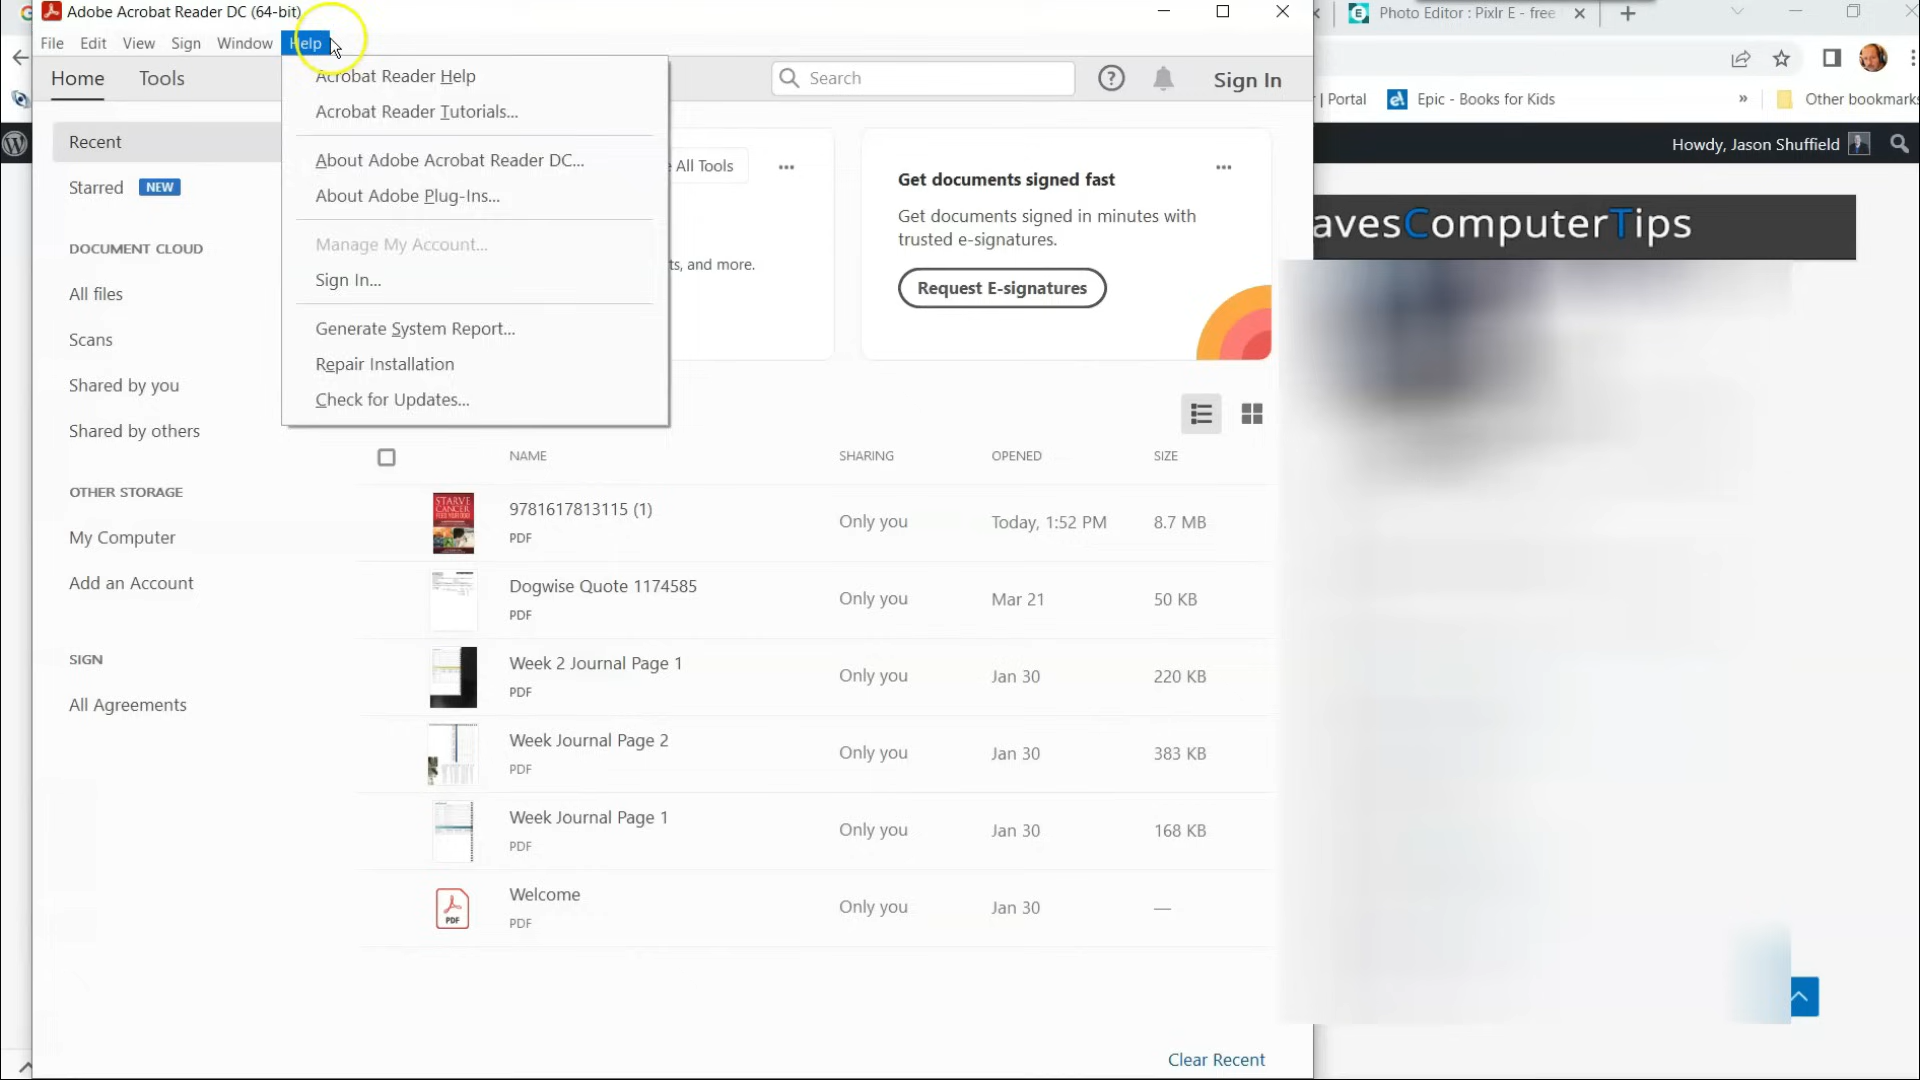 Adobe Acrobat Reader DC (64-bit)
Photo Editor : Pixlr E - free
File Edit View Sign Window Help
Home Tools
Search
Sign In
Acrobat Reader Help
Acrobat Reader Tutorials...
About Adobe Acrobat Reader DC...
About Adobe Plug-Ins...
Manage My Account...
Sign In...
Generate System Report...
Repair Installation
Check for Updates...
| Portal
Epic - Books for Kids
»
Other bookmarks
Howdy, Jason Shuffield
avesComputerTips
Recent
Starred NEW
DOCUMENT CLOUD
All files
Scans
Shared by you
Shared by others
OTHER STORAGE
My Computer
Add an Account
SIGN
All Agreements
All Tools
ts, and more.
Get documents signed fast
Get documents signed in minutes with
trusted e-signatures.
Request E-signatures
NAME SHARING OPENED SIZE
STARVE
CANCER
9781617813115 (1)
PDF
Only you Today, 1:52 PM 8.7 MB
Dogwise Quote 1174585
PDF
Only you Mar 21 50 KB
Week 2 Journal Page 1
PDF
Only you Jan 30 220 KB
Week Journal Page 2
PDF
Only you Jan 30 383 KB
Week Journal Page 1
PDF
Only you Jan 30 168 KB
PDF
Welcome
PDF
Only you Jan 30 —
Clear Recent